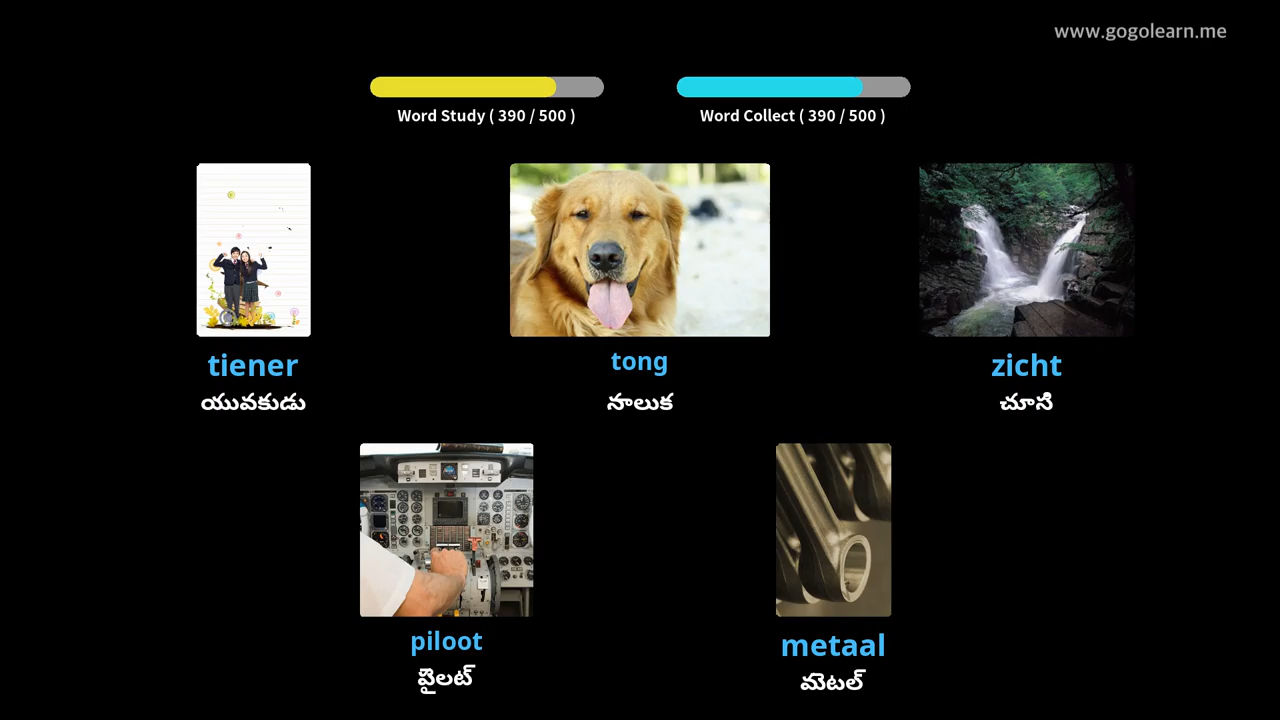 www.gogolearn.me
Word Study ( 390 / 500 )
Word Collect ( 390 / 500 )
tiener
యువకుడు
tong
నాలుక
zicht
చూసి
piloot
పైలట్
metaal
మెటల్